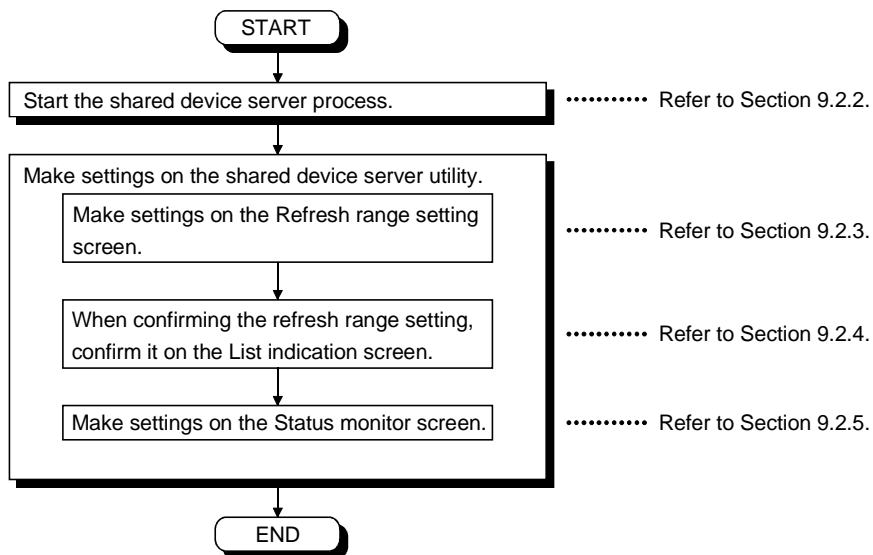 START
Start the shared device server process.
Refer to Section 9.2.2.
Make settings on the shared device server utility.
Make settings on the Refresh range setting
screen.
Refer to Section 9.2.3.
When confirming the refresh range setting,
confirm it on the List indication screen.
Refer to Section 9.2.4.
Make settings on the Status monitor screen.
Refer to Section 9.2.5.
END